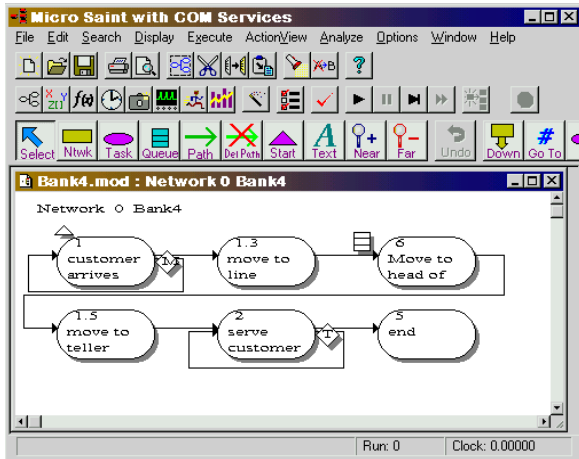 Micro Saint with COM Services
File Edit Search Display Execute ActionView Analyze Options Window Help
A→B ?
X Z(Y) f(x)
Select Ntwk Task Queue Path Del Path Start Text Near Far Undo Down Go To
Bank4.mod : Network 0 Bank4
Network 0 Bank4
1 1.3 6
customer move to Move to
arrives M line head of
1.5 2 5
move to serve end
teller customer T
Run: 0 Clock: 0.00000